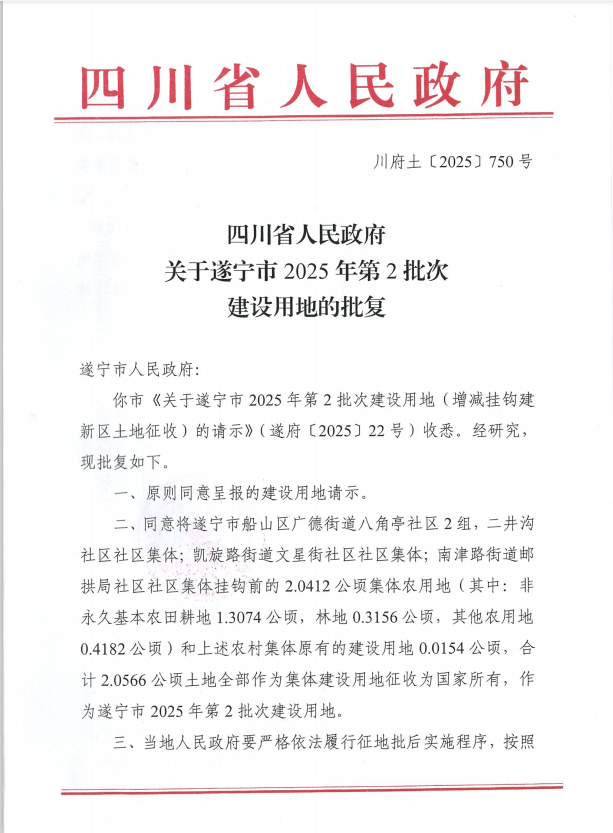 四川省人民政府
川府土〔2025〕750号
四川省人民政府
关于遂宁市2025年第2批次
建设用地的批复
遂宁市人民政府：
你市《关于遂宁市2025年第2批次建设用地（增减挂钩建
新区土地征收）的请示》（遂府〔2025〕22号）收悉。经研究，
现批复如下。
一、原则同意呈报的建设用地请示。
二、同意将遂宁市船山区广德街道八角亭社区2组，二井沟
社区社区集体；凯旋路街道文星街社区社区集体；南津路街道邮
拱局社区社区集体挂钩前的2.0412公顷集体农用地（其中：非
永久基本农田耕地1.3074公顷，林地0.3156公顷，其他农用地
0.4182公顷）和上述农村集体原有的建设用地0.0154公顷，合
计2.0566公顷土地全部作为集体建设用地征收为国家所有，作
为遂宁市2025年第2批次建设用地。
三、当地人民政府要严格依法履行征地批后实施程序，按照